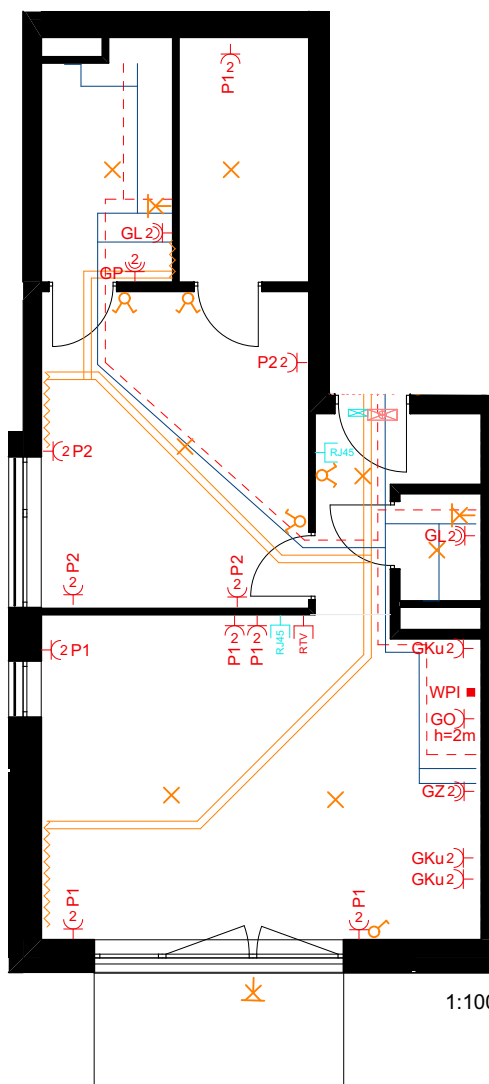 P1 2
GL 2
2
GP
P2 2
RJ45
2 P2
GL 2
P2
2
P2
2
P1 2
P1 2
RJ45
RTV
2 P1
GKu 2
WPI
GO 2
h=2m
GZ 2
GKu 2
GKu 2
P1
2
P1
2
1:100